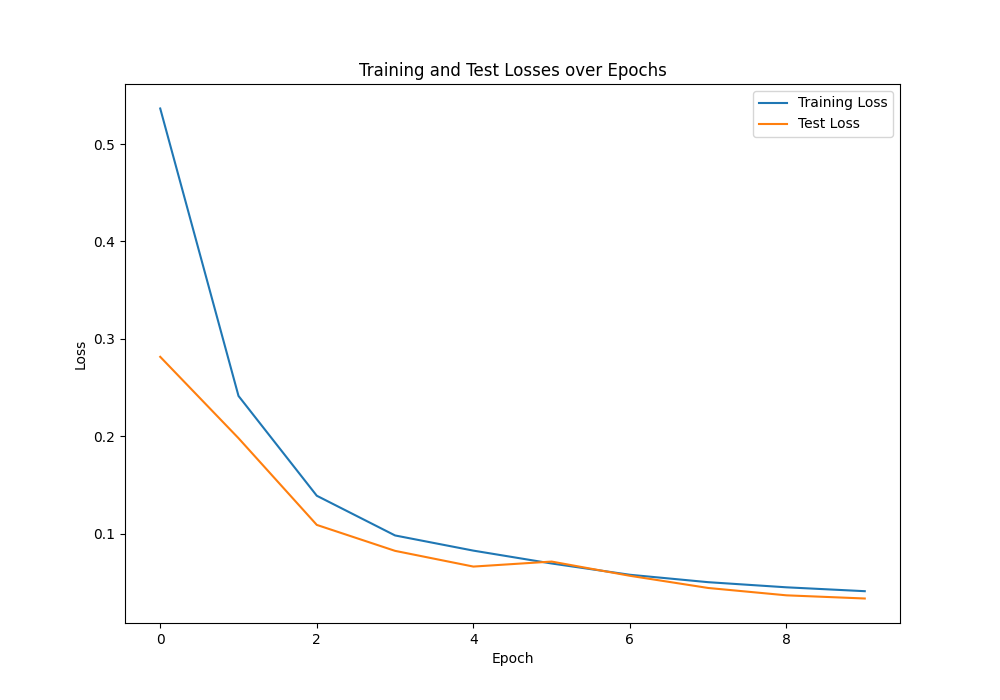 Training and Test Losses over Epochs
Training Loss
Test Loss
0.5
0.4
0.3
0.2
0.1
Loss
0 2 4 6 8
Epoch